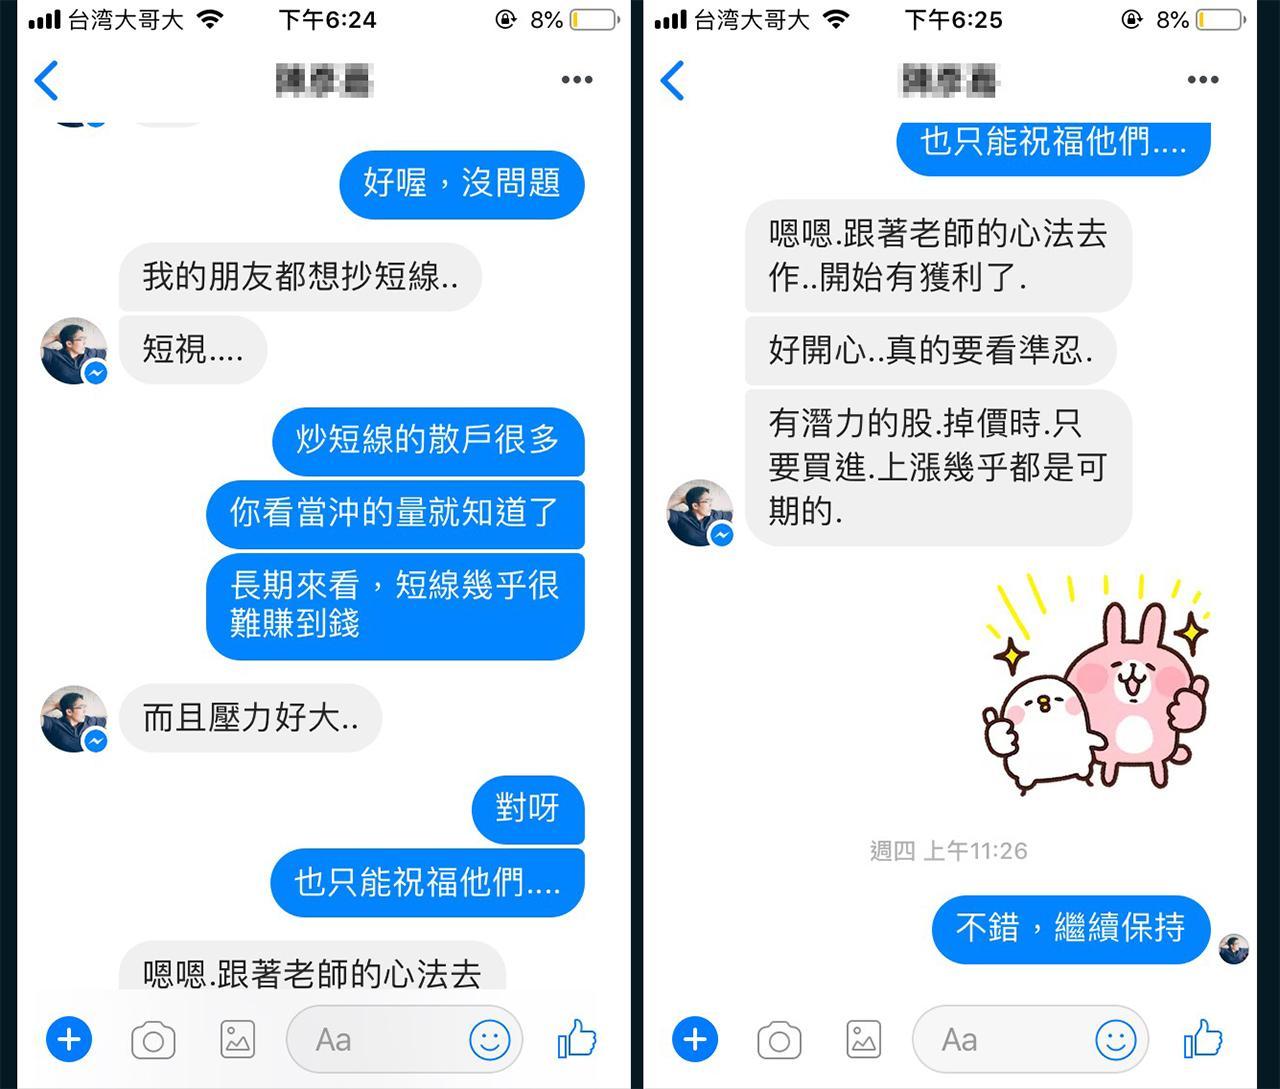 台湾大哥大
下午6:24
8%
好喔，沒問題
我的朋友都想抄短線..
短視....
炒短線的散戶很多
你看當沖的量就知道了
長期來看，短線幾乎很
難賺到錢
而且壓力好大..
對呀
也只能祝福他們....
嗯嗯.跟著老師的心法去
Aa
台湾大哥大
下午6:25
8%
也只能祝福他們....
嗯嗯.跟著老師的心法去
作..開始有獲利了.
好開心..真的要看準忍.
有潛力的股.掉價時.只
要買進.上漲幾乎都是可
期的.
週四 上午11:26
不錯，繼續保持
Aa